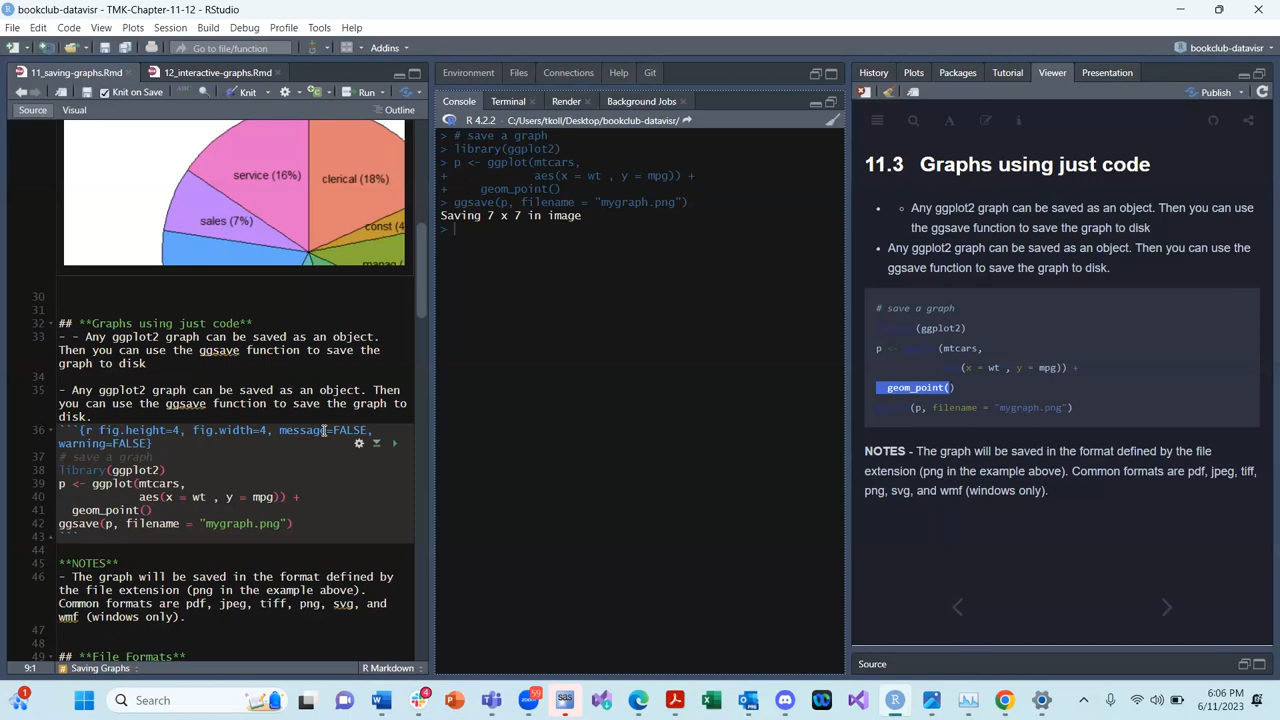 bookclub-datavisr - TMK-Chapter-11-12 - RStudio
File Edit Code View Plots Session Build Debug Profile Tools Help
Go to file/function Addins bookclub-datavisr
11_saving-graphs.Rmd 12_interactive-graphs.Rmd
Knit on Save ABC Knit Run
Source Visual Outline
service (16%)
clerical (18%)
sales (7%)
const (4
manag (
30
31
32 ## **Graphs using just code**
33 - - Any ggplot2 graph can be saved as an object.
Then you can use the ggsave function to save the
graph to disk
34
35 - Any ggplot2 graph can be saved as an object. Then
you can use the ggsave function to save the graph to
disk.
36 ```{r fig.height=4, fig.width=4, message=FALSE,
warning=FALSE}
37 # save a graph
38 library(ggplot2)
39 p <- ggplot(mtcars,
40 aes(x = wt , y = mpg)) +
41 geom_point()
42 ggsave(p, filename = "mygraph.png")
43 ```
44
45 **NOTES**
46 - The graph will be saved in the format defined by
the file extension (png in the example above).
Common formats are pdf, jpeg, tiff, png, svg, and
wmf (windows only).
47
48
49 ## **File Formats**
9:1 Saving Graphs R Markdown
Environment Files Connections Help Git
Console Terminal Render Background Jobs
R 4.2.2 · C:/Users/tkoll/Desktop/bookclub-datavisr/
> # save a graph
> library(ggplot2)
> p <- ggplot(mtcars,
+ aes(x = wt , y = mpg)) +
+ geom_point()
> ggsave(p, filename = "mygraph.png")
Saving 7 x 7 in image
>
History Plots Packages Tutorial Viewer Presentation
Publish
11.3 Graphs using just code
• ◦ Any ggplot2 graph can be saved as an object. Then you can use
the ggsave function to save the graph to disk
• Any ggplot2 graph can be saved as an object. Then you can use the
ggsave function to save the graph to disk.
# save a graph
(ggplot2)
p <- (mtcars,
(x = wt , y = mpg)) +
geom_point()
(p, filename = "mygraph.png")
NOTES - The graph will be saved in the format defined by the file
extension (png in the example above). Common formats are pdf, jpeg, tiff,
png, svg, and wmf (windows only).
Source
1 Search 4 59 sas 6:06 PM
6/11/2023